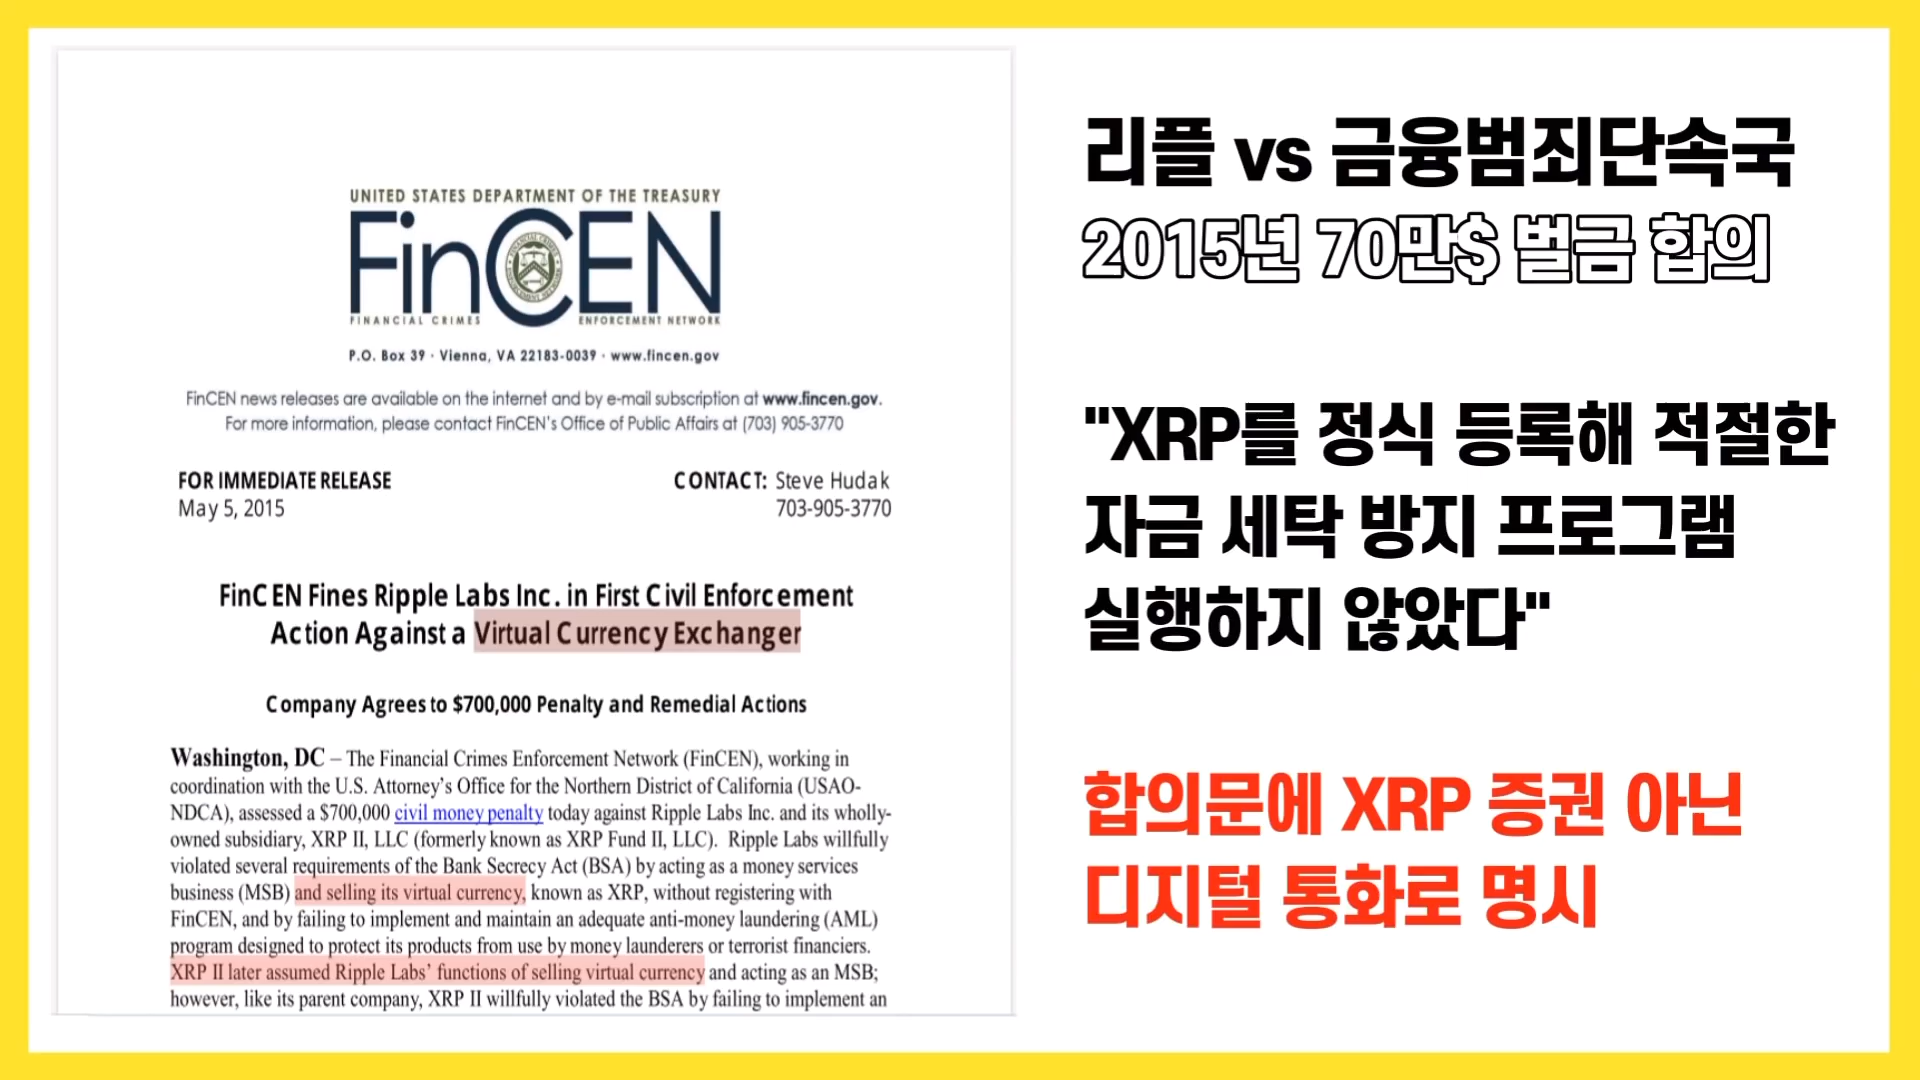 UNITED STATES DEPARTMENT OF THE TREASURY
FinCEN
FINANCIAL CRIMES ENFORCEMENT NETWORK
P.O. Box 39 · Vienna, VA 22183-0039 · www.fincen.gov
FinCEN news releases are available on the internet and by e-mail subscription at www.fincen.gov.
For more information, please contact FinCEN's Office of Public Affairs at (703) 905-3770
FOR IMMEDIATE RELEASE
May 5, 2015
CONTACT: Steve Hudak
703-905-3770
FinCEN Fines Ripple Labs Inc. in First Civil Enforcement
Action Against a Virtual Currency Exchanger
Company Agrees to $700,000 Penalty and Remedial Actions
Washington, DC – The Financial Crimes Enforcement Network (FinCEN), working in
coordination with the U.S. Attorney's Office for the Northern District of California (USAO-
NDCA), assessed a $700,000 civil money penalty today against Ripple Labs Inc. and its wholly-
owned subsidiary, XRP II, LLC (formerly known as XRP Fund II, LLC). Ripple Labs willfully
violated several requirements of the Bank Secrecy Act (BSA) by acting as a money services
business (MSB) and selling its virtual currency, known as XRP, without registering with
FinCEN, and by failing to implement and maintain an adequate anti-money laundering (AML)
program designed to protect its products from use by money launderers or terrorist financiers.
XRP II later assumed Ripple Labs' functions of selling virtual currency and acting as an MSB;
however, like its parent company, XRP II willfully violated the BSA by failing to implement an
리플 vs 금융범죄단속국
2015년 70만$ 벌금 합의
"XRP를 정식 등록해 적절한
자금 세탁 방지 프로그램
실행하지 않았다"
합의문에 XRP 증권 아닌
디지털 통화로 명시